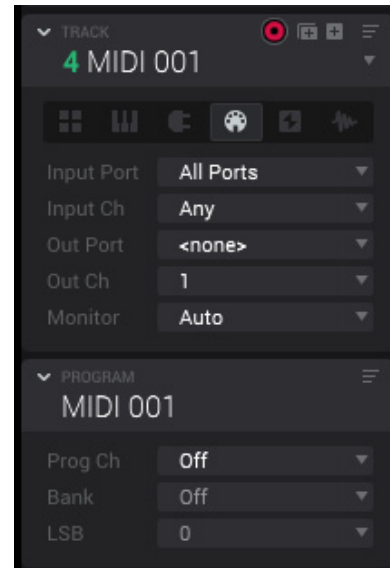 TRACK
4 MIDI 001
Input Port All Ports
Input Ch Any
Out Port <none>
Out Ch 1
Monitor Auto
PROGRAM
MIDI 001
Prog Ch Off
Bank Off
LSB 0